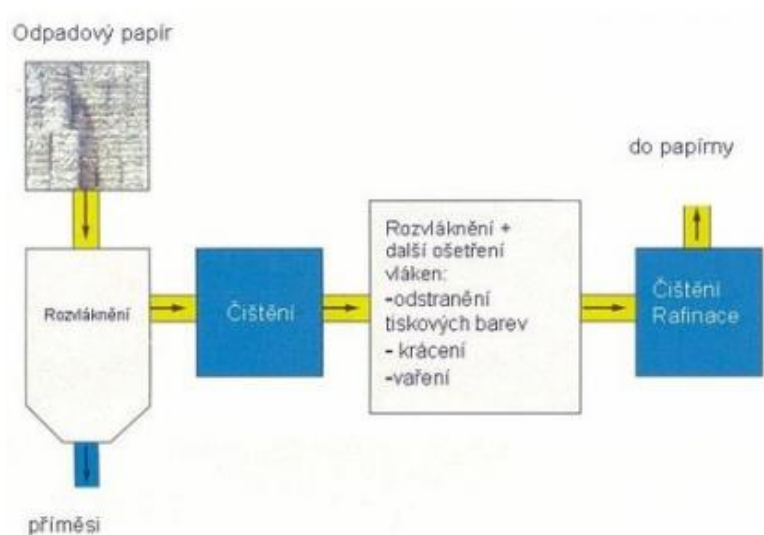 Odpadový papír
do papírny
Rozvláknění
Čištění
Rozvláknění +
další ošetření
vláken:
-odstranění
tiskových barev
- krácení
-vaření
Čištění
Rafinace
příměsi